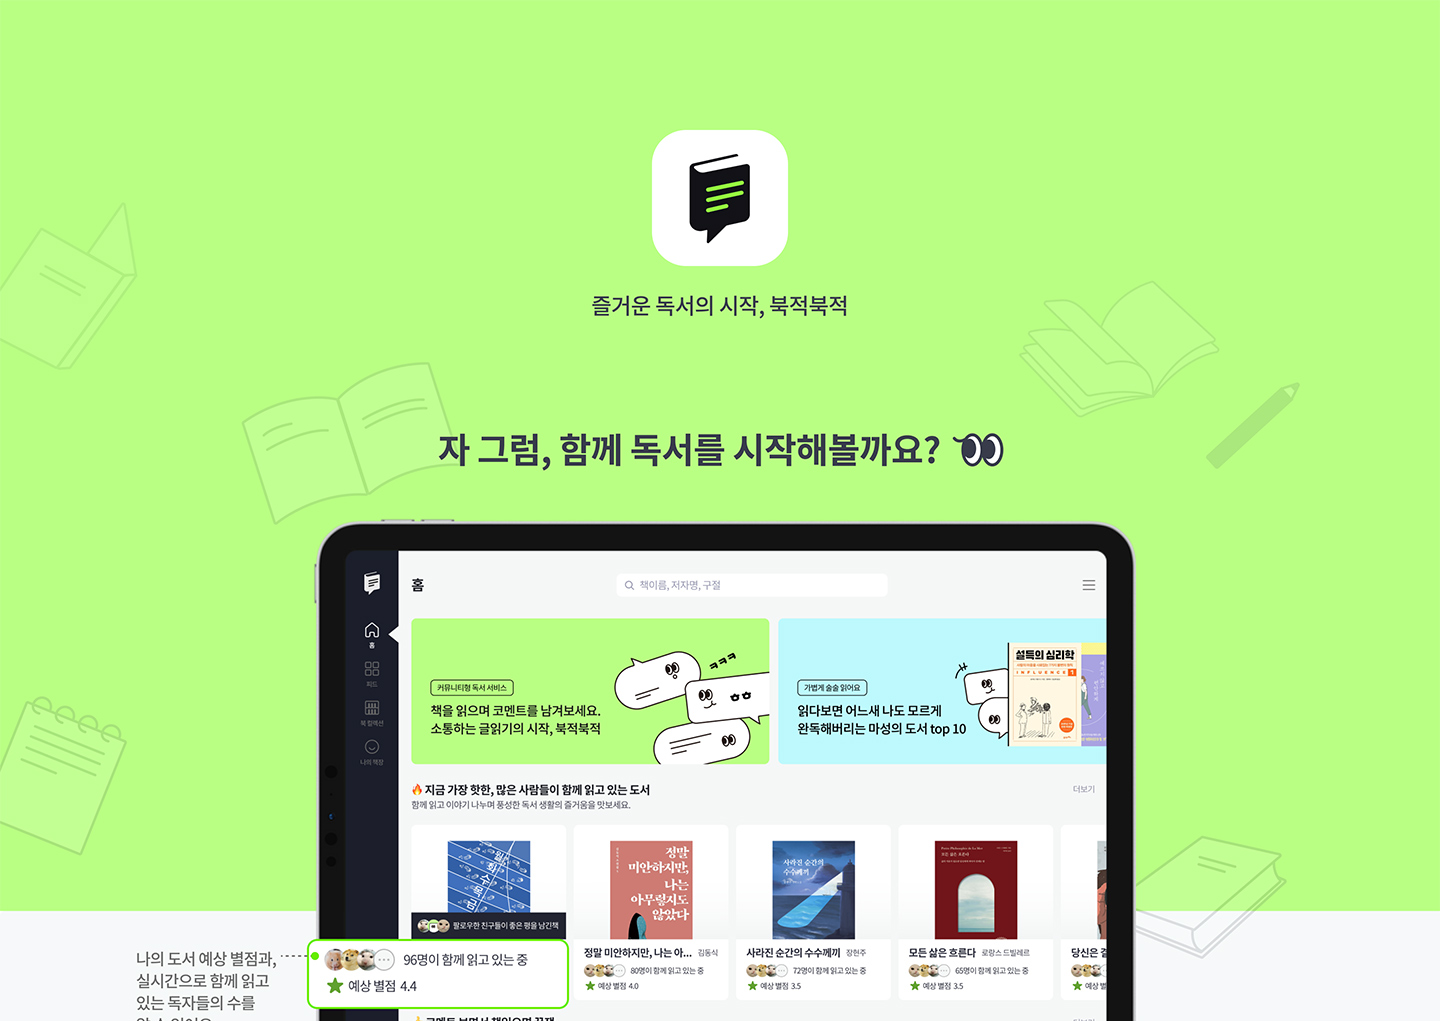 즐거운 독서의 시작, 북적북적
자 그럼, 함께 독서를 시작해볼까요?
홈
책이름, 저자명, 구절
홈
피드
북 컬렉션
나의 책장
커뮤니티형 독서 서비스
책을 읽으며 코멘트를 남겨보세요.
소통하는 글읽기의 시작, 북적북적
ㅋㅋㅋ
ㅎㅎ
가볍게 술술 읽어요
읽다보면 어느새 나도 모르게
완독해버리는 마성의 도서 top 10
설득의 심리학
INFLUENCE 1
지금 가장 핫한, 많은 사람들이 함께 읽고 있는 도서
더보기
함께 읽고 이야기 나누며 풍성한 독서 생활의 즐거움을 맛보세요.
월
화
수
목
금
정말
미안하지만,
나는
아무렇지도
않았다
사라진 순간의
수수께끼
모든 삶은 흐른다
팔로우한 친구들이 좋은 평을 남긴책
96명이 함께 읽고 있는 중
예상 별점 4.4
정말 미안하지만, 나는 아... 김동식
80명이 함께 읽고 있는 중
예상 별점 4.0
사라진 순간의 수수께끼 장현주
72명이 함께 읽고 있는 중
예상 별점 3.5
모든 삶은 흐른다 로랑스 드빌레르
65명이 함께 읽고 있는 중
예상 별점 3.5
당신은 결
예상 별
나의 도서 예상 별점과,
실시간으로 함께 읽고
있는 독자들의 수를